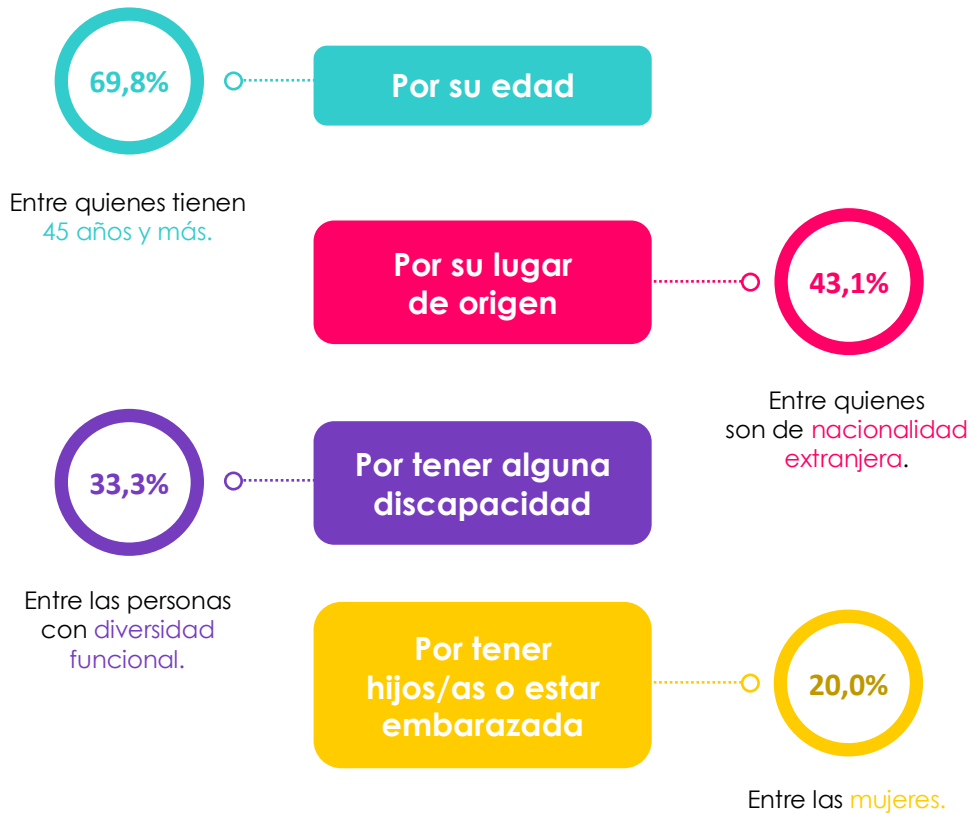 69,8%
Por su edad
Entre quienes tienen
45 años y más.
Por su lugar
de origen
43,1%
Entre quienes
son de nacionalidad
extranjera.
33,3%
Por tener alguna
discapacidad
Entre las personas
con diversidad
funcional.
Por tener
hijos/as o estar
embarazada
20,0%
Entre las mujeres.